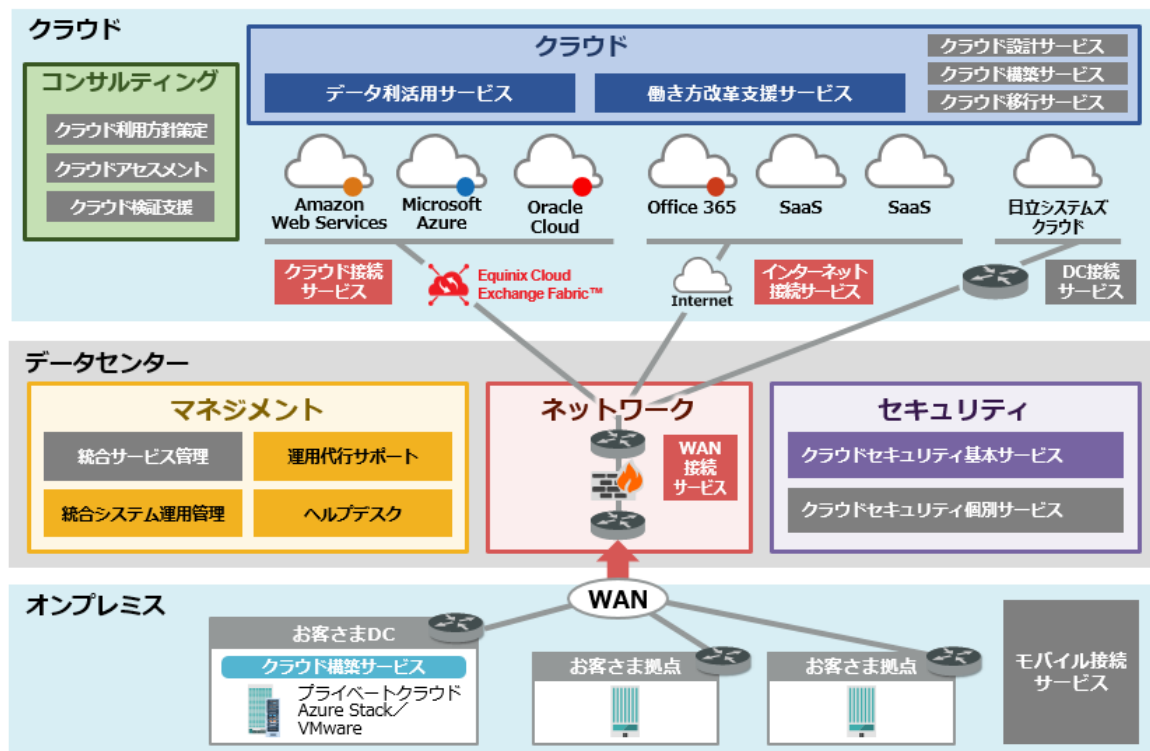 クラウド
コンサルティング
クラウド利用方針策定
クラウドアセスメント
クラウド検証支援
クラウド
データ利活用サービス
働き方改革支援サービス
クラウド設計サービス
クラウド構築サービス
クラウド移行サービス
Amazon
Web Services
Microsoft
Azure
Oracle
Cloud
Office 365
SaaS
SaaS
日立システムズ
クラウド
クラウド接続
サービス
Equinix Cloud
Exchange Fabric™
Internet
インターネット
接続サービス
DC接続
サービス
データセンター
マネジメント
統合サービス管理
運用代行サポート
統合システム運用管理
ヘルプデスク
ネットワーク
WAN
接続
サービス
セキュリティ
クラウドセキュリティ基本サービス
クラウドセキュリティ個別サービス
オンプレミス
WAN
お客さまDC
クラウド構築サービス
プライベートクラウド
Azure Stack／
VMware
お客さま拠点
お客さま拠点
モバイル接続
サービス